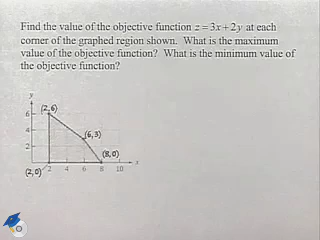 Find the value of the objective function z = 3x + 2y at each
corner of the graphed region shown. What is the maximum
value of the objective function? What is the minimum value of
the objective function?
y
6
(2,6)
4
(6,3)
2
(8,0)
x
(2,0)
2 4 6 8 10